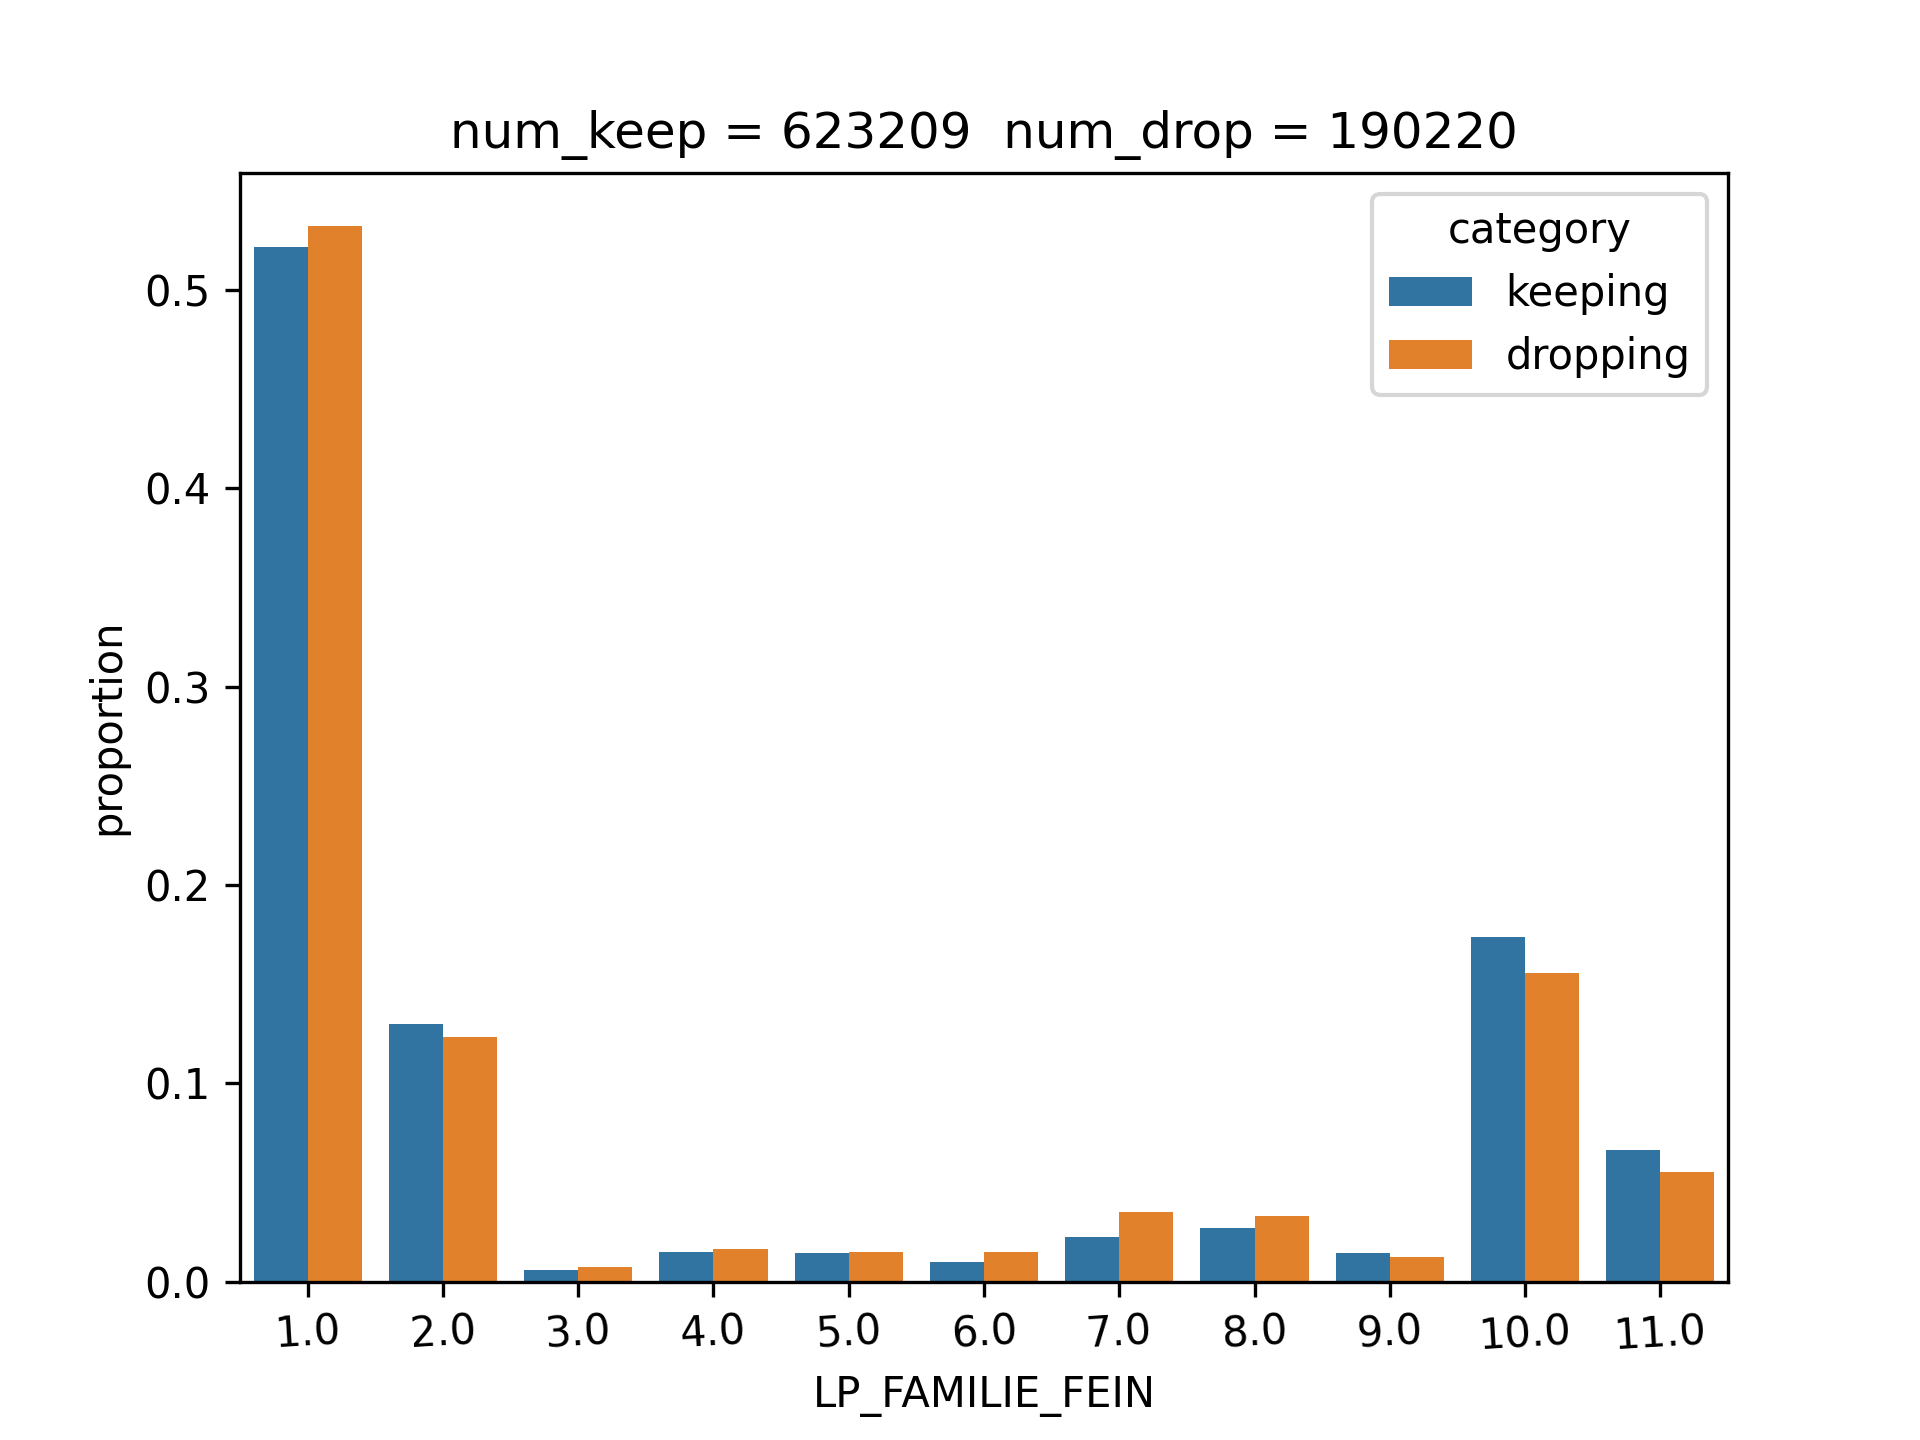 num_keep = 623209  num_drop = 190220
category
keeping
dropping
proportion
0.5
0.4
0.3
0.2
0.1
0.0
1.0 2.0 3.0 4.0 5.0 6.0 7.0 8.0 9.0 10.0 11.0
LP_FAMILIE_FEIN